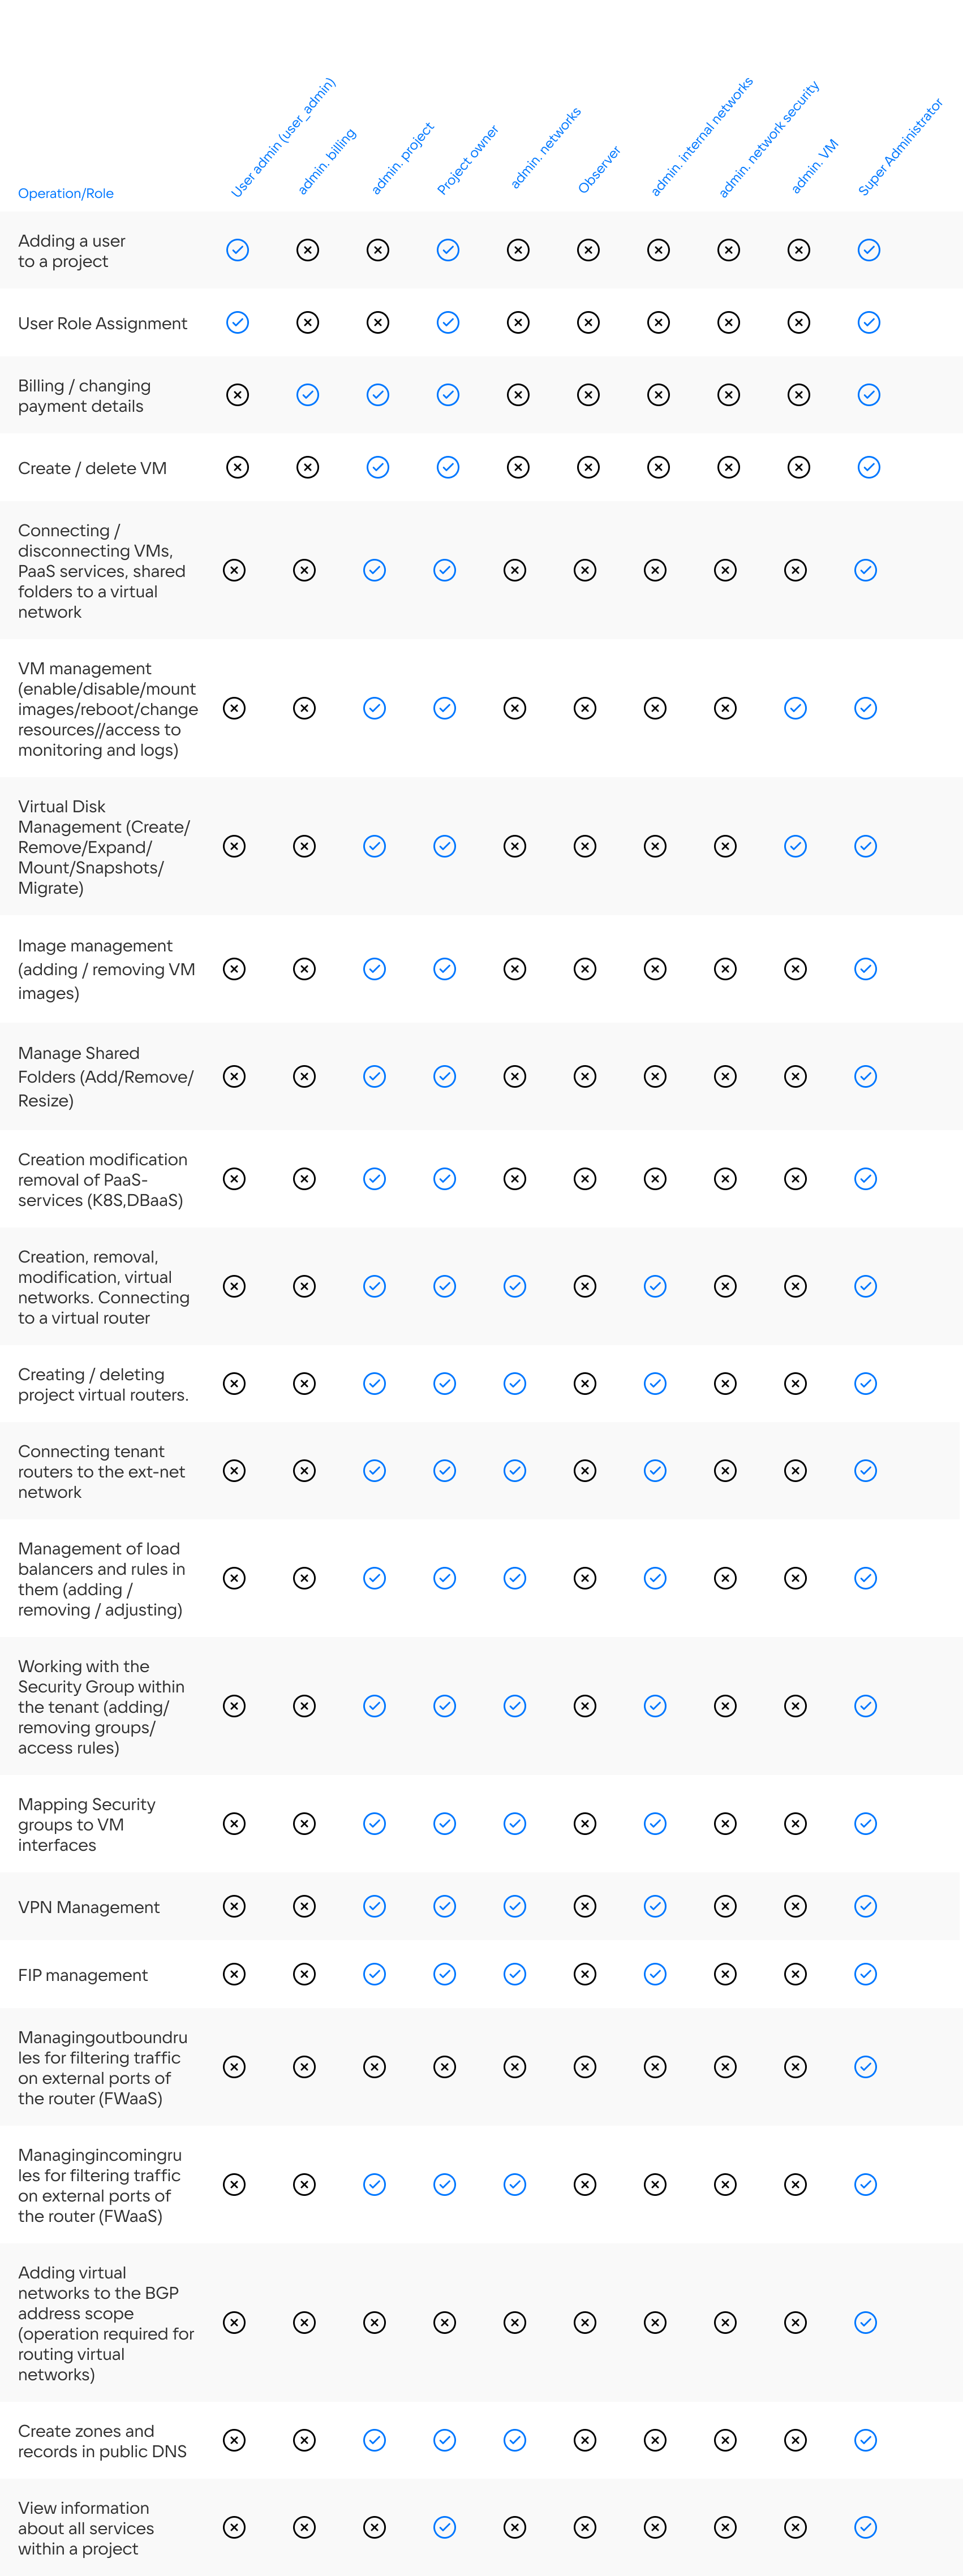 User admin (user_admin)
admin. billing
admin. project
Project owner
admin. networks
Observer
admin. internal networks
admin. network security
admin. VM
Super Administrator
Operation/Role
Adding a user
to a project
User Role Assignment
Billing / changing
payment details
Create / delete VM
Connecting /
disconnecting VMs,
PaaS services, shared
folders to a virtual
network
VM management
(enable/disable/mount
images/reboot/change
resources//access to
monitoring and logs)
Virtual Disk
Management (Create/
Remove/Expand/
Mount/Snapshots/
Migrate)
Image management
(adding / removing VM
images)
Manage Shared
Folders (Add/Remove/
Resize)
Creation modification
removal of PaaS-
services (K8S,DBaaS)
Creation, removal,
modification, virtual
networks. Connecting
to a virtual router
Creating / deleting
project virtual routers.
Connecting tenant
routers to the ext-net
network
Management of load
balancers and rules in
them (adding /
removing / adjusting)
Working with the
Security Group within
the tenant (adding/
removing groups/
access rules)
Mapping Security
groups to VM
interfaces
VPN Management
FIP management
Managingoutboundru
les for filtering traffic
on external ports of
the router (FWaaS)
Managingincomingru
les for filtering traffic
on external ports of
the router (FWaaS)
Adding virtual
networks to the BGP
address scope
(operation required for
routing virtual
networks)
Create zones and
records in public DNS
View information
about all services
within a project